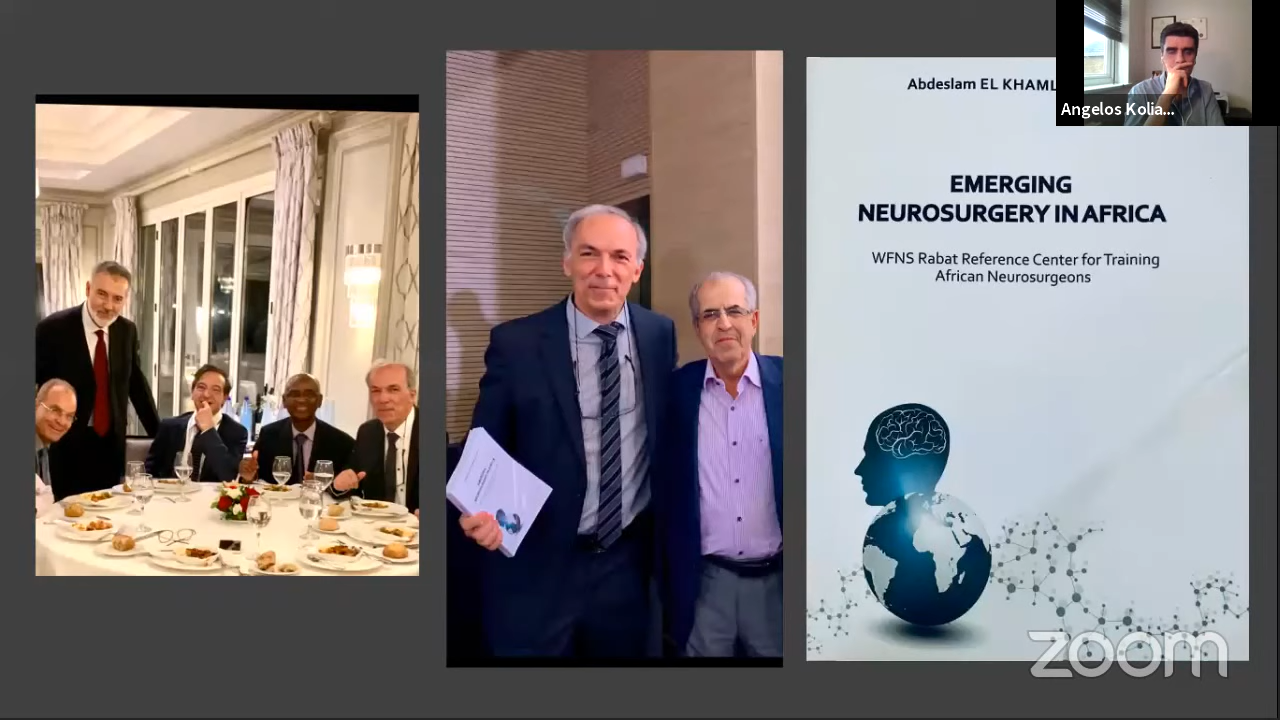 Abdeslam EL KHAML
EMERGING
NEUROSURGERY IN AFRICA
WFNS Rabat Reference Center for Training
African Neurosurgeons
Angelos Kolia...
zoom